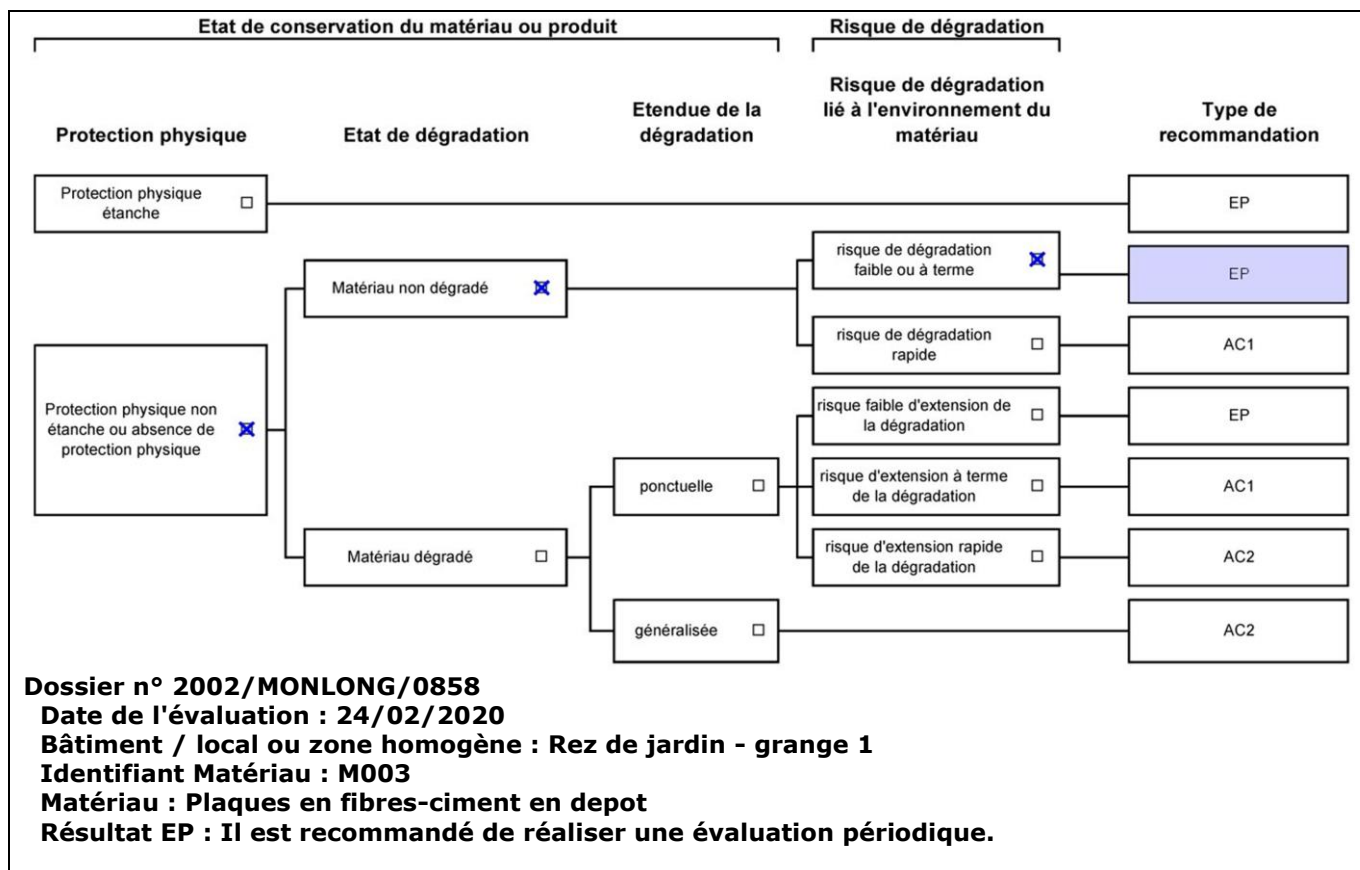 Etat de conservation du matériau ou produit
Risque de dégradation
Protection physique
Etat de dégradation
Etendue de la
dégradation
Risque de dégradation
lié à l'environnement du
matériau
Type de
recommandation
Protection physique
étanche
EP
Protection physique non
étanche ou absence de
protection physique
Matériau non dégradé
risque de dégradation
faible ou à terme
EP
risque de dégradation
rapide
AC1
Matériau dégradé
ponctuelle
risque faible d'extension de
la dégradation
EP
risque d'extension à terme
de la dégradation
AC1
risque d'extension rapide
de la dégradation
AC2
généralisée
AC2
Dossier n° 2002/MONLONG/0858
Date de l'évaluation : 24/02/2020
Bâtiment / local ou zone homogène : Rez de jardin - grange 1
Identifiant Matériau : M003
Matériau : Plaques en fibres-ciment en depot
Résultat EP : Il est recommandé de réaliser une évaluation périodique.